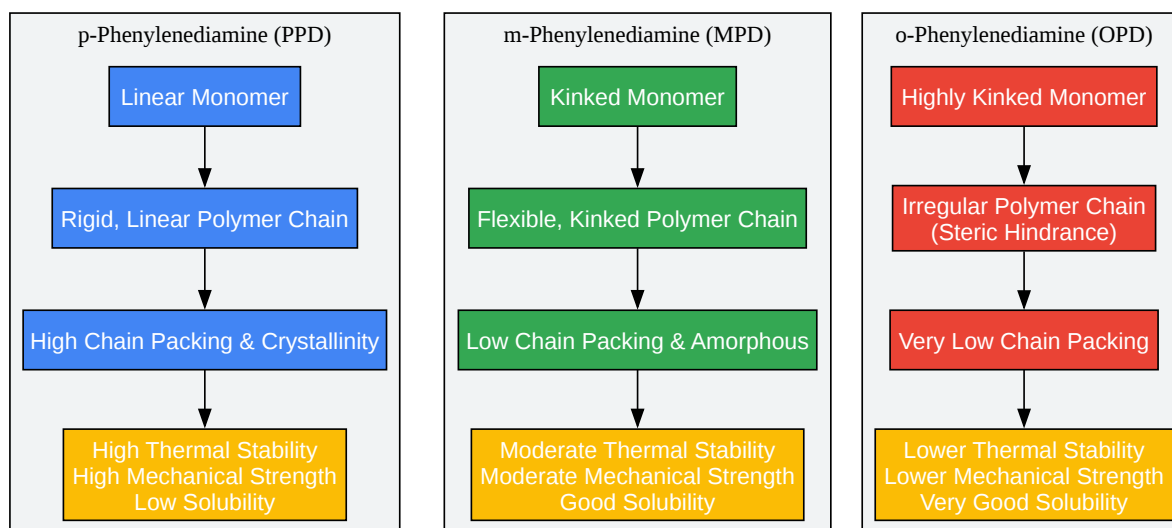 p-Phenylenediamine (PPD)
Linear Monomer
Rigid, Linear Polymer Chain
High Chain Packing & Crystallinity
High Thermal Stability
High Mechanical Strength
Low Solubility
m-Phenylenediamine (MPD)
Kinked Monomer
Flexible, Kinked Polymer Chain
Low Chain Packing & Amorphous
Moderate Thermal Stability
Moderate Mechanical Strength
Good Solubility
o-Phenylenediamine (OPD)
Highly Kinked Monomer
Irregular Polymer Chain
(Steric Hindrance)
Very Low Chain Packing
Lower Thermal Stability
Lower Mechanical Strength
Very Good Solubility